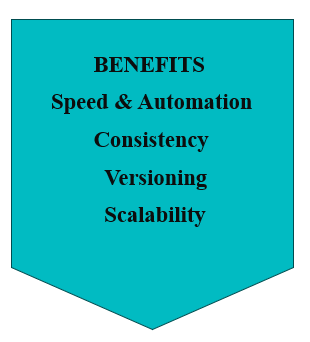 BENEFITS
Speed & Automation
Consistency
Versioning
Scalability